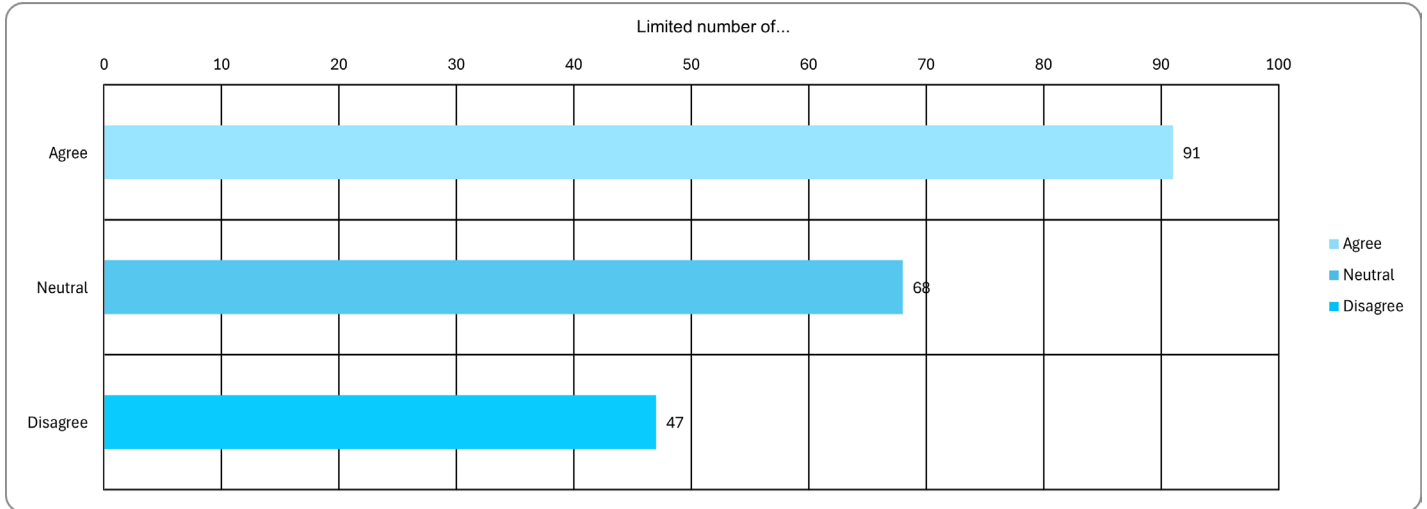 Limited number of...
0 10 20 30 40 50 60 70 80 90 100
Agree 91
Neutral 68
Disagree 47
Agree
Neutral
Disagree